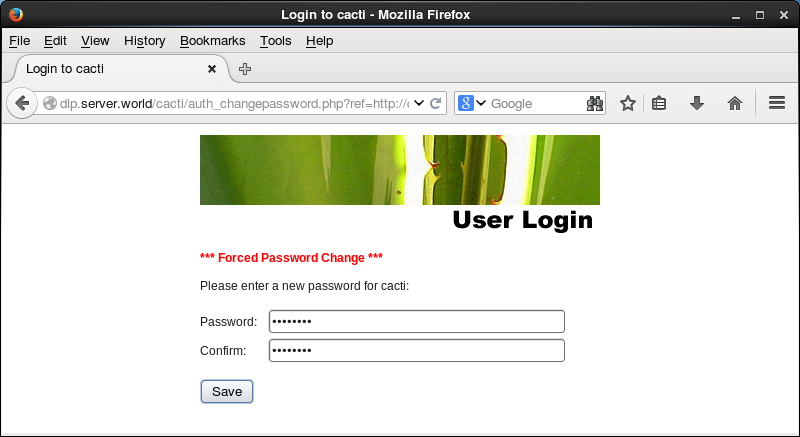 Login to cacti - Mozilla Firefox
File Edit View History Bookmarks Tools Help
Login to cacti
dlp.server.world/cacti/auth_changepassword.php?ref=http://
Google
User Login
*** Forced Password Change ***
Please enter a new password for cacti:
Password: ••••••••
Confirm: ••••••••
Save